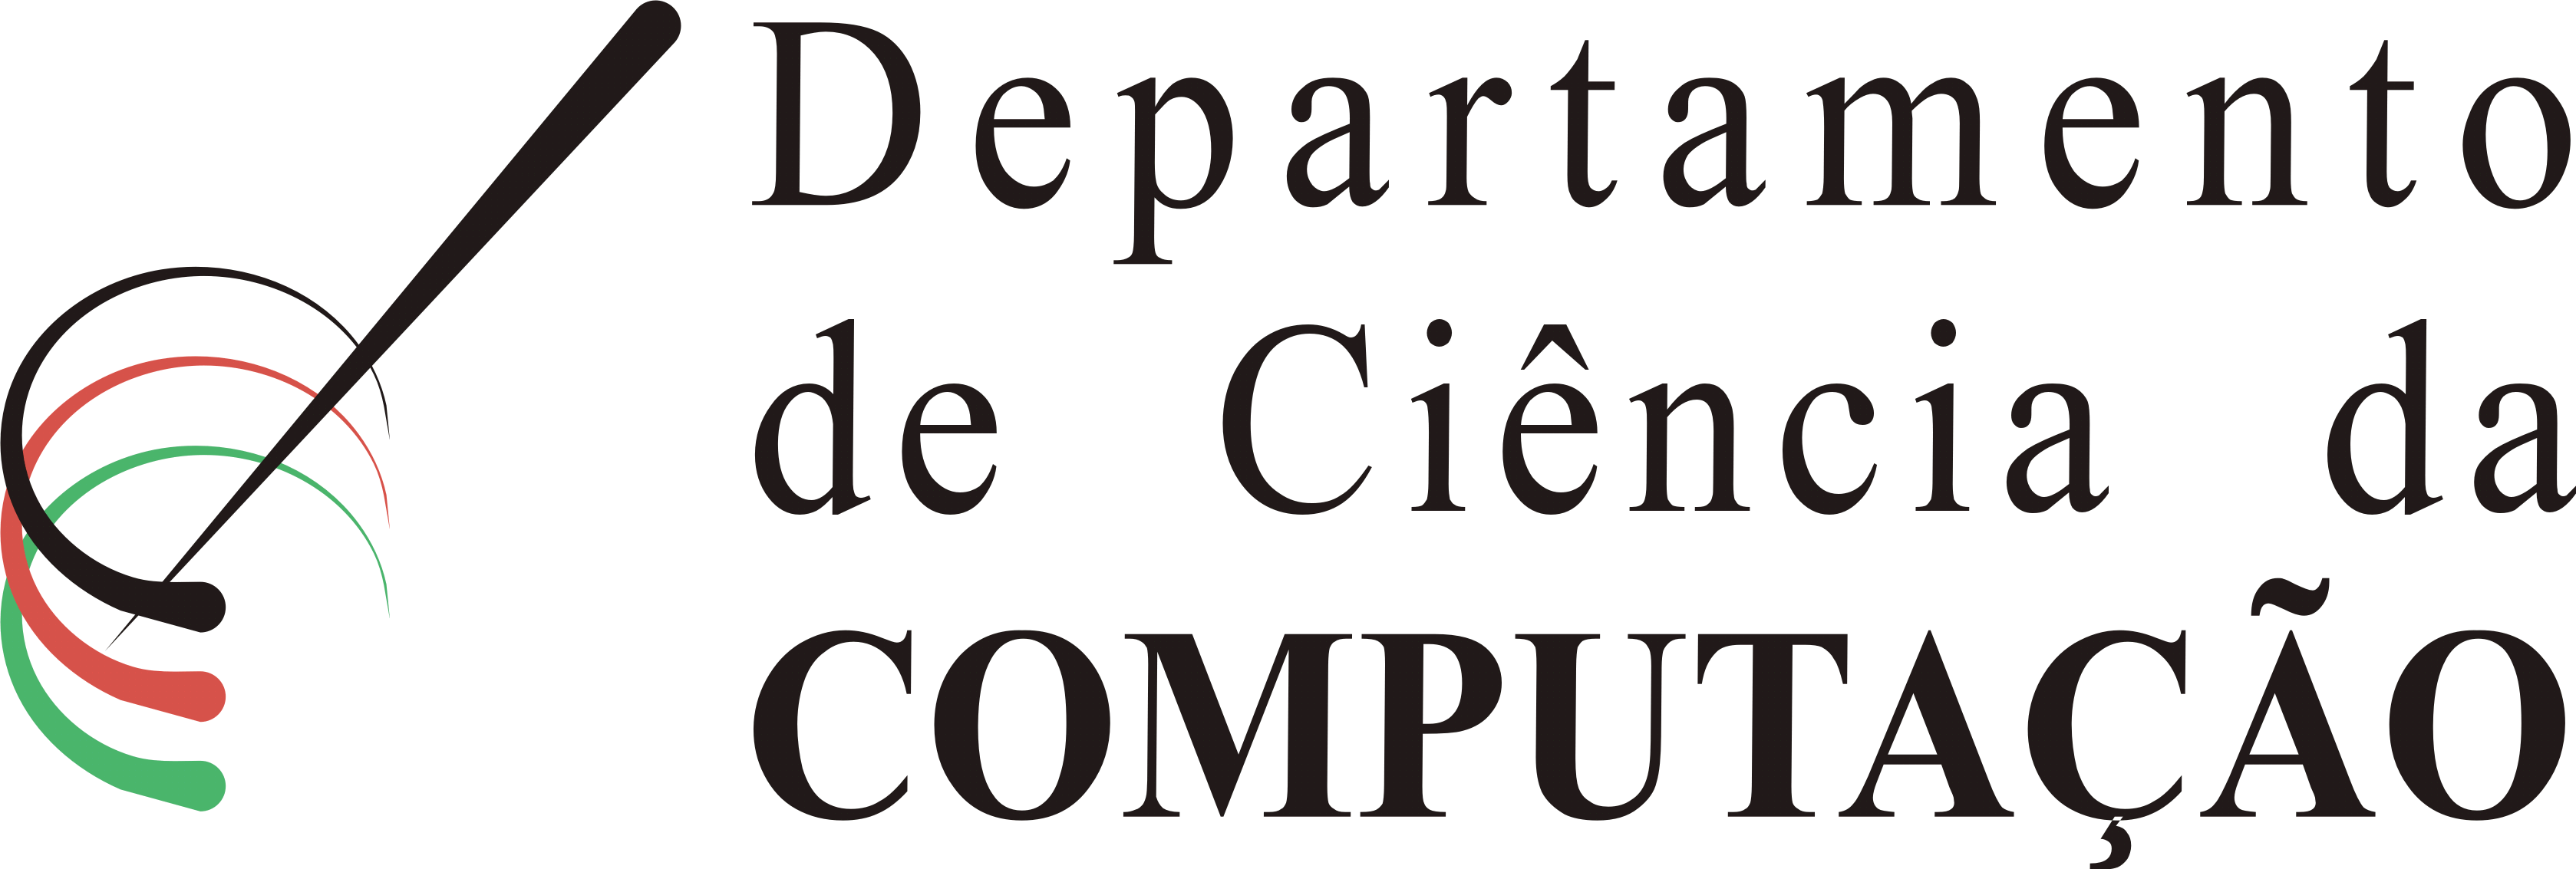 Departamento
de Ciência da
COMPUTAÇÃO